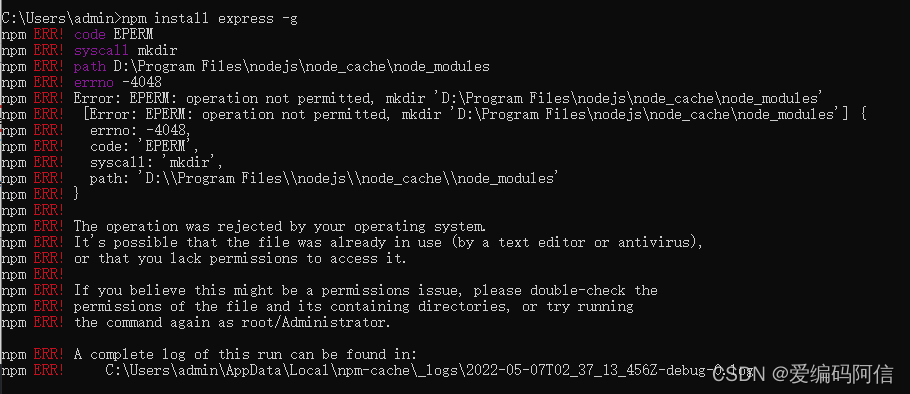 C:\Users\admin>npm install express -g
npm ERR! code EPERM
npm ERR! syscall mkdir
npm ERR! path D:\Program Files\nodejs\node_cache\node_modules
npm ERR! errno -4048
npm ERR! Error: EPERM: operation not permitted, mkdir 'D:\Program Files\nodejs\node_cache\node_modules'
npm ERR!  [Error: EPERM: operation not permitted, mkdir 'D:\Program Files\nodejs\node_cache\node_modules'] {
npm ERR!   errno: -4048,
npm ERR!   code: 'EPERM',
npm ERR!   syscall: 'mkdir',
npm ERR!   path: 'D:\\Program Files\\nodejs\\node_cache\\node_modules'
npm ERR! }
npm ERR!
npm ERR! The operation was rejected by your operating system.
npm ERR! It's possible that the file was already in use (by a text editor or antivirus),
npm ERR! or that you lack permissions to access it.
npm ERR!
npm ERR! If you believe this might be a permissions issue, please double-check the
npm ERR! permissions of the file and its containing directories, or try running
npm ERR! the command again as root/Administrator.
npm ERR! A complete log of this run can be found in:
npm ERR!     C:\Users\admin\AppData\Local\npm-cache\_logs\2022-05-07T02_37_13_456Z-debug-0.log
CSDN @爱编码阿信